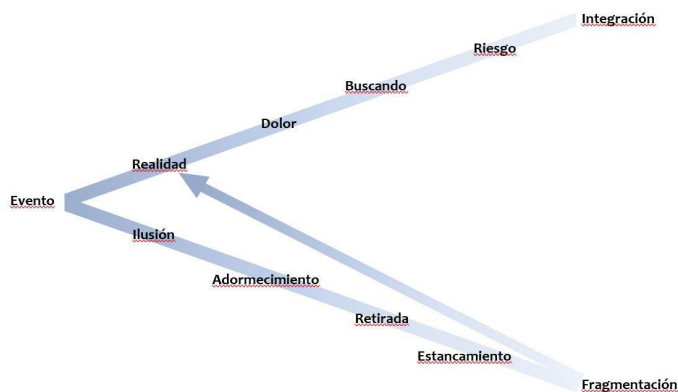 Integración
Riesgo
Buscando
Dolor
Realidad
Evento
Ilusión
Adormecimiento
Retirada
Estancamiento
Fragmentación